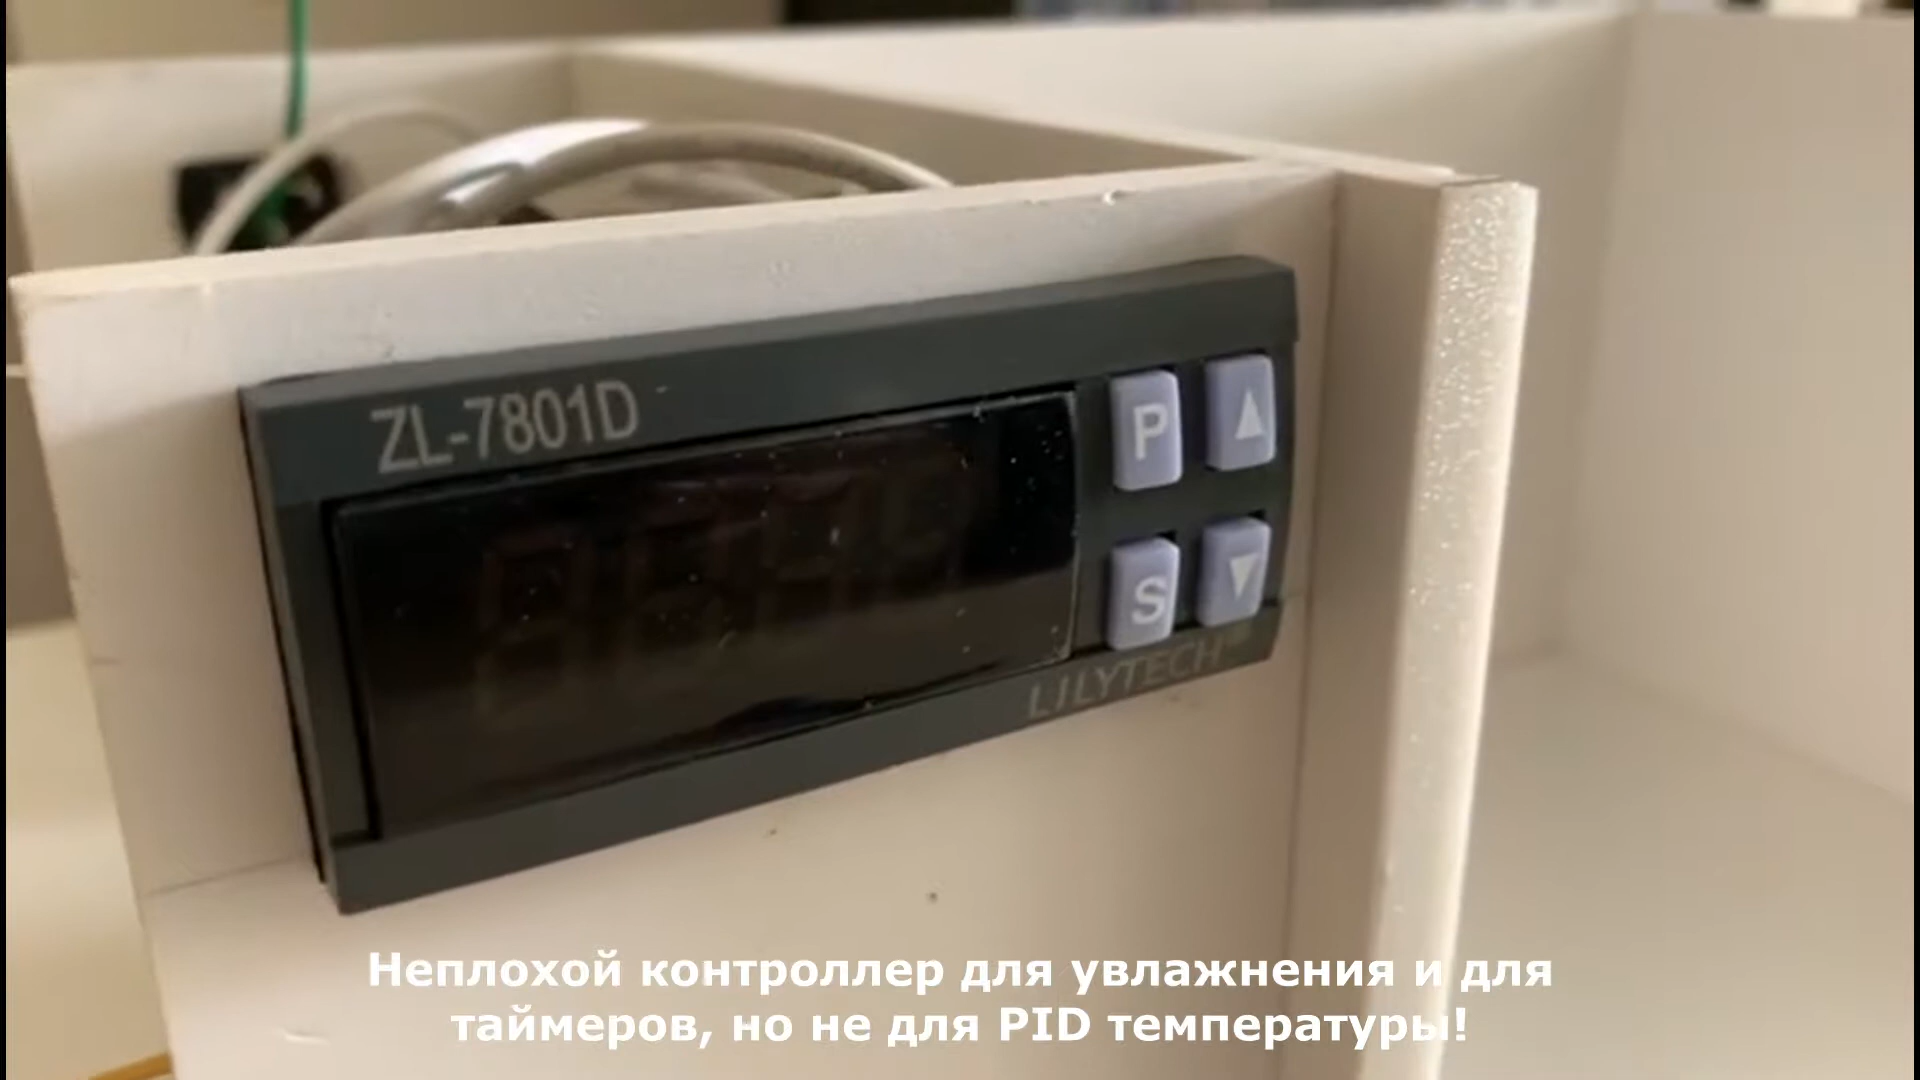 ZL-7801D
P
S
LILYTECH
Неплохой контроллер для увлажнения и для
таймеров, но не для PID температуры!